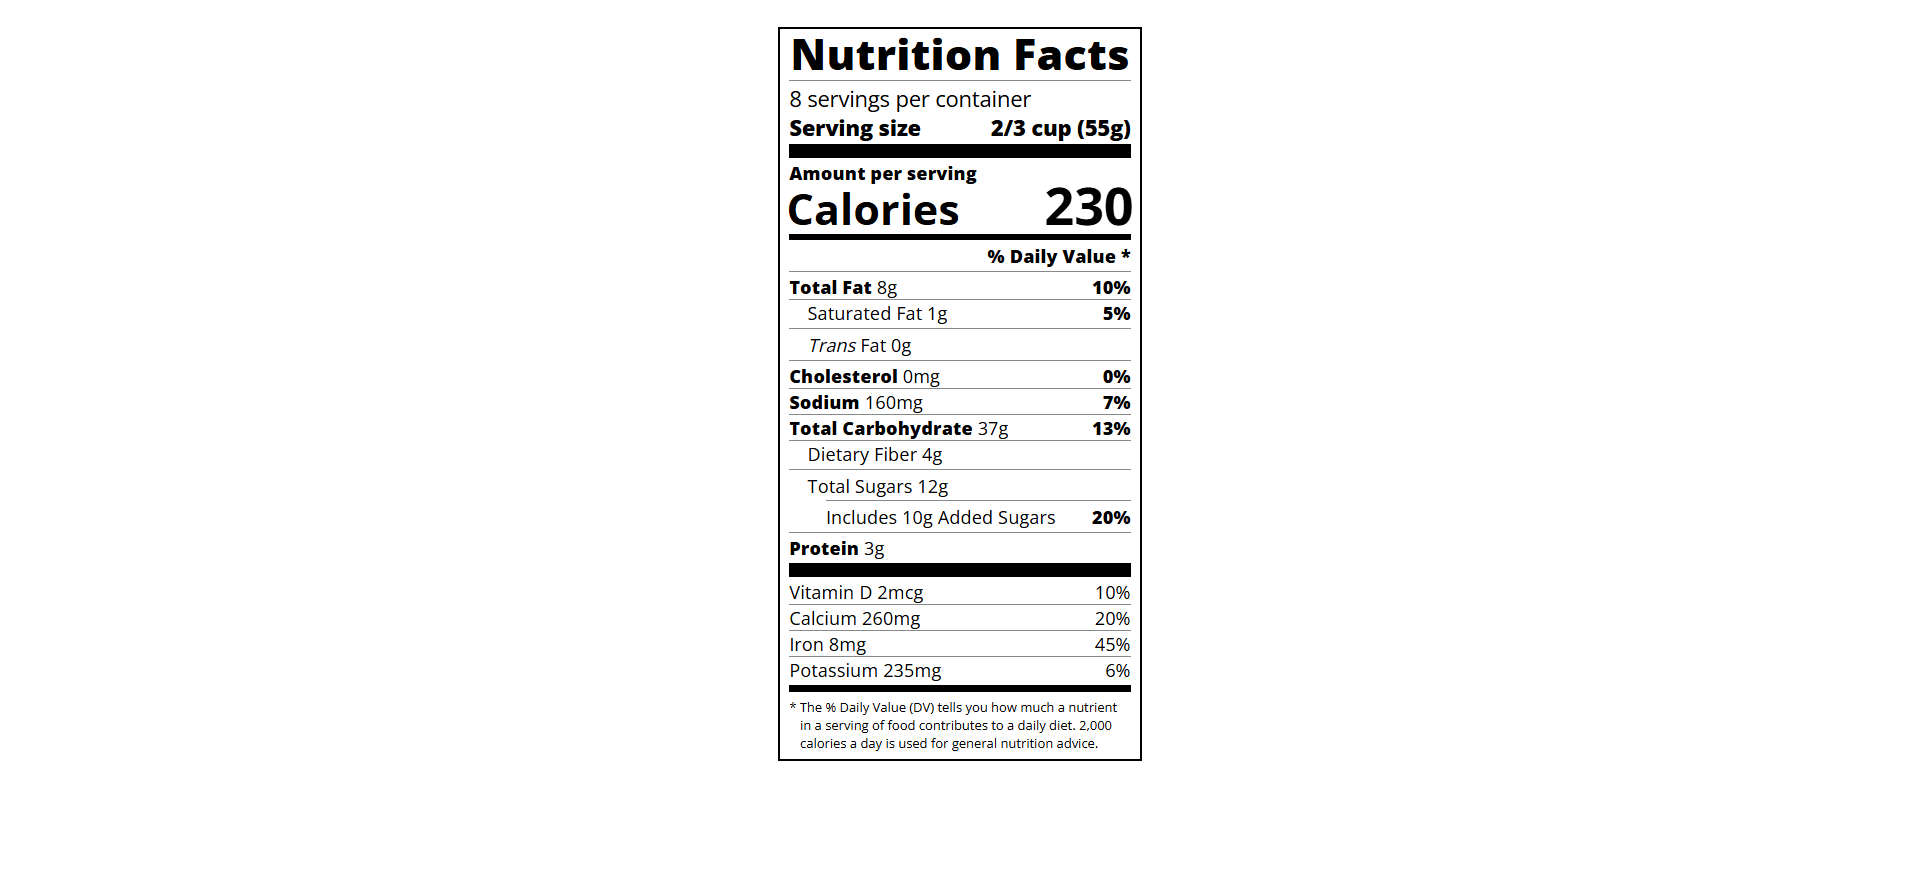 Nutrition Facts
8 servings per container
Serving size 2/3 cup (55g)
Amount per serving
Calories 230
% Daily Value *
Total Fat 8g 10%
Saturated Fat 1g 5%
Trans Fat 0g
Cholesterol 0mg 0%
Sodium 160mg 7%
Total Carbohydrate 37g 13%
Dietary Fiber 4g
Total Sugars 12g
Includes 10g Added Sugars 20%
Protein 3g
Vitamin D 2mcg 10%
Calcium 260mg 20%
Iron 8mg 45%
Potassium 235mg 6%
* The % Daily Value (DV) tells you how much a nutrient
in a serving of food contributes to a daily diet. 2,000
calories a day is used for general nutrition advice.